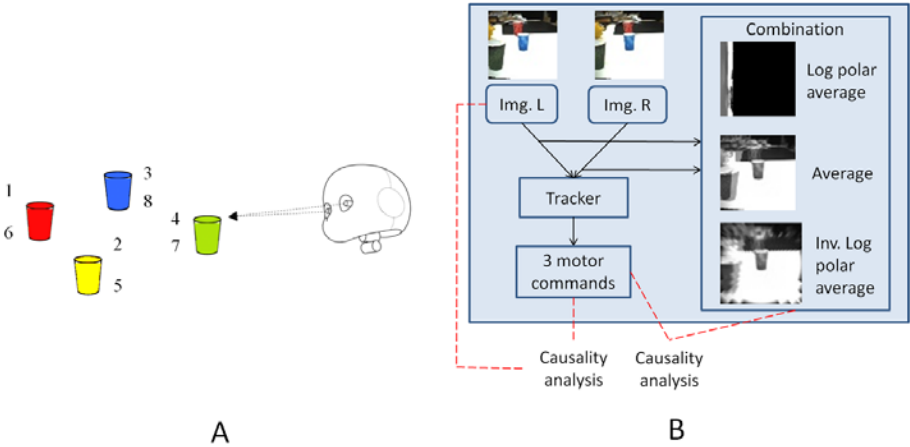 1
6
3
8
2
5
4
7
A
Img. L
Img. R
Tracker
3 motor
commands
Combination
Log polar
average
Average
Inv. Log
polar
average
Causality
analysis
Causality
analysis
B